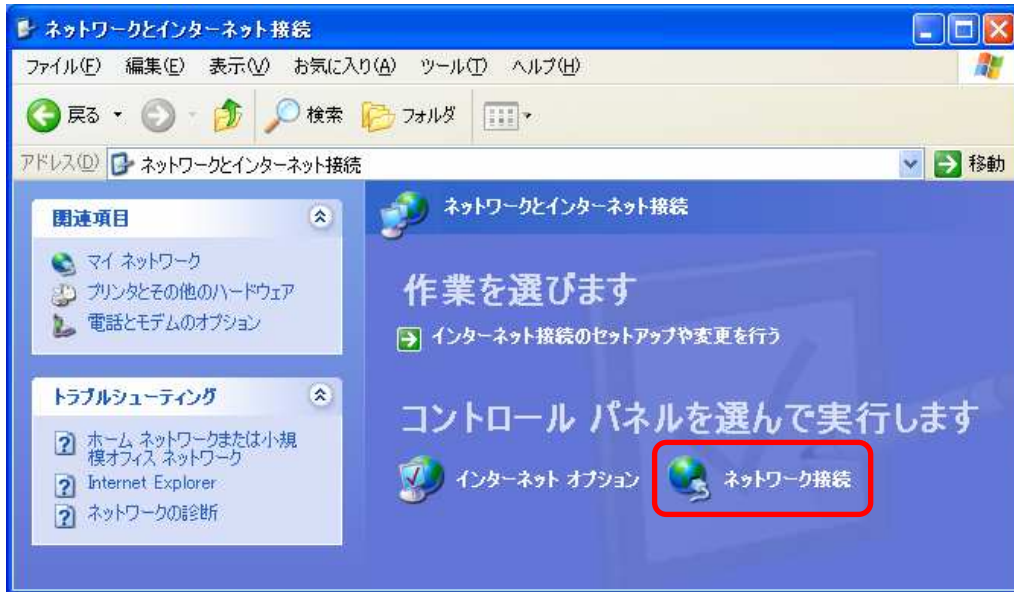 ネットワークとインターネット接続
ファイル(F) 編集(E) 表示(V) お気に入り(A) ツール(T) ヘルプ(H)
戻る 検索 フォルダ
アドレス(D) ネットワークとインターネット接続 移動
関連項目
マイ ネットワーク
プリンタとその他のハードウェア
電話とモデムのオプション
トラブルシューティング
ホーム ネットワークまたは小規
模オフィス ネットワーク
Internet Explorer
ネットワークの診断
ネットワークとインターネット接続
作業を選びます
インターネット接続のセットアップや変更を行う
コントロール パネルを選んで実行します
インターネット オプション ネットワーク接続